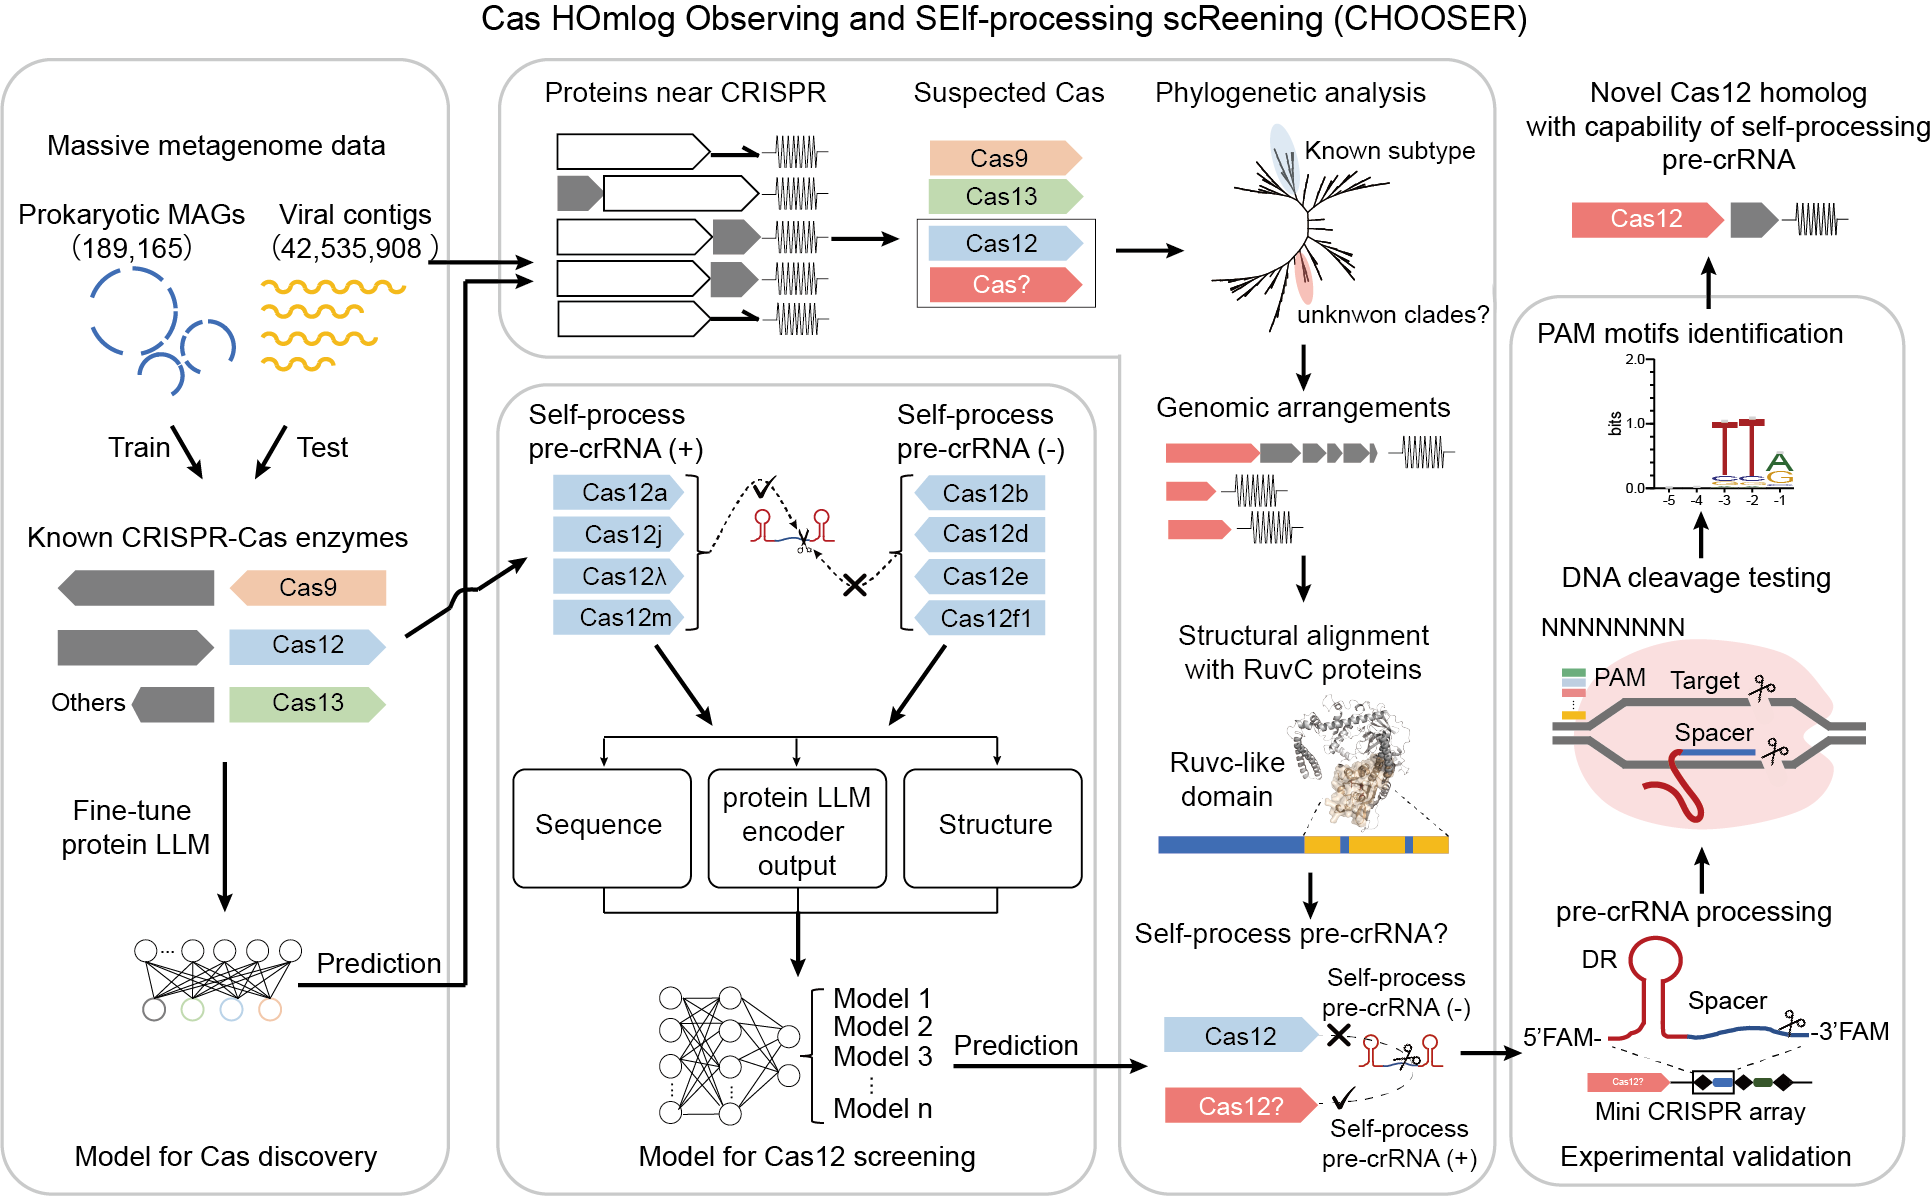 Cas HOmlog Observing and SElf-processing scReening (CHOOSER)
Massive metagenome data
Prokaryotic MAGs
(189,165)
Viral contigs
(42,535,908)
Train
Test
Known CRISPR-Cas enzymes
Cas9
Cas12
Others
Cas13
Fine-tune
protein LLM
...
Prediction
Model for Cas discovery
Proteins near CRISPR
Suspected Cas
Cas9
Cas13
Cas12
Cas?
Phylogenetic analysis
Known subtype
unknwon clades?
Genomic arrangements
Structural alignment
with RuvC proteins
Ruvc-like
domain
Self-process pre-crRNA?
Self-process
pre-crRNA (-)
Cas12
Cas12?
Self-process
pre-crRNA (+)
Self-process
pre-crRNA (+)
Cas12a
Cas12j
Cas12λ
Cas12m
Self-process
pre-crRNA (-)
Cas12b
Cas12d
Cas12e
Cas12f1
Sequence
protein LLM
encoder
output
Structure
Model 1
Model 2
Model 3
Model n
Prediction
Model for Cas12 screening
Novel Cas12 homolog
with capability of self-processing
pre-crRNA
Cas12
PAM motifs identification
bits
2.0
1.0
0.0
T
T
A
C
C
G
-5 -4 -3 -2 -1
DNA cleavage testing
NNNNNNNN
PAM
Target
Spacer
pre-crRNA processing
DR
Spacer
5'FAM-
-3'FAM
Cas12?
Mini CRISPR array
Experimental validation